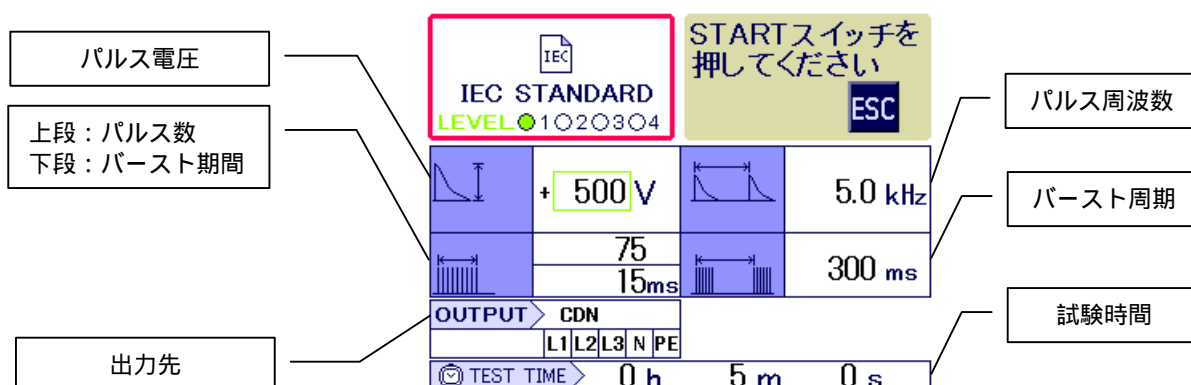 パルス電圧
上段：パルス数
下段：バースト期間
出力先
IEC
IEC STANDARD
LEVEL 1 2 3 4
STARTスイッチを
押してください
ESC
+ 500 V
5.0 kHz
75
15ms
300 ms
OUTPUT CDN
L1 L2 L3 N PE
TEST TIME 0 h 5 m 0 s
パルス周波数
バースト周期
試験時間